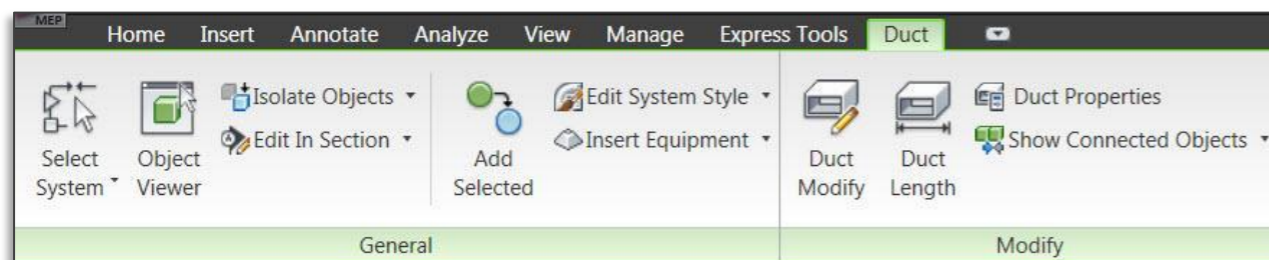 MEP
Home Insert Annotate Analyze View Manage Express Tools Duct
Select System
Object Viewer
Isolate Objects
Edit In Section
Add Selected
Edit System Style
Insert Equipment
Duct Modify
Duct Length
Duct Properties
Show Connected Objects
General Modify